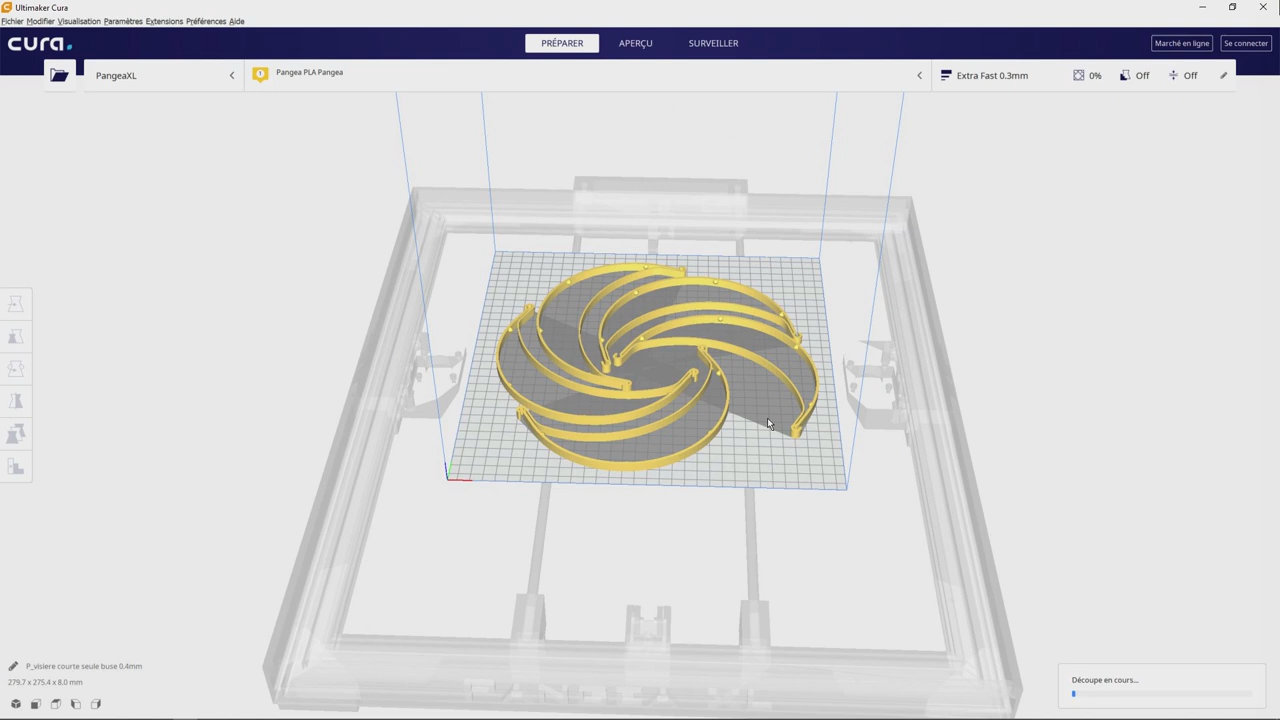 Ultimaker Cura
Fichier Modifier Visualisation Paramètres Extensions Préférences Aide
cura.
PRÉPARER
APERÇU
SURVEILLER
Marché en ligne
Se connecter
PangeaXL
Pangea PLA Pangea
Extra Fast 0.3mm
0%
Off
Off
P_visiere courte seule buse 0.4mm
279.7 x 275.4 x 8.0 mm
Découpe en cours...